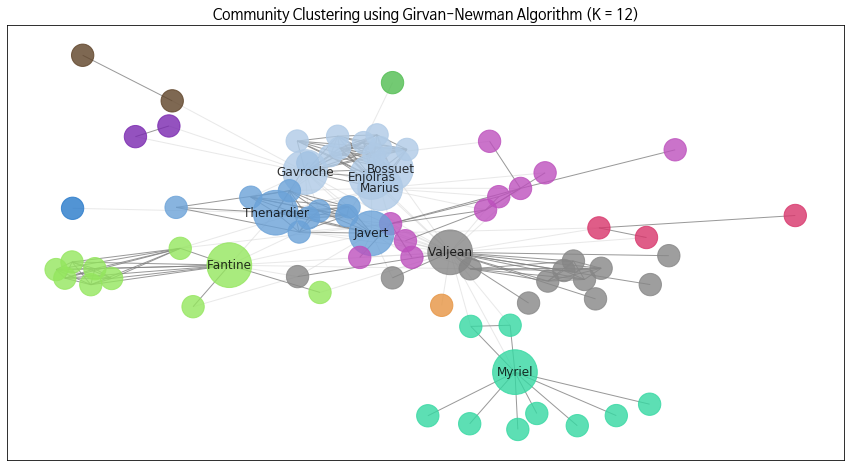 Community Clustering using Girvan-Newman Algorithm (K = 12)
Gavroche
Bossuet
Enjolras
Marius
Thenardier
Javert
Valjean
Fantine
Myriel